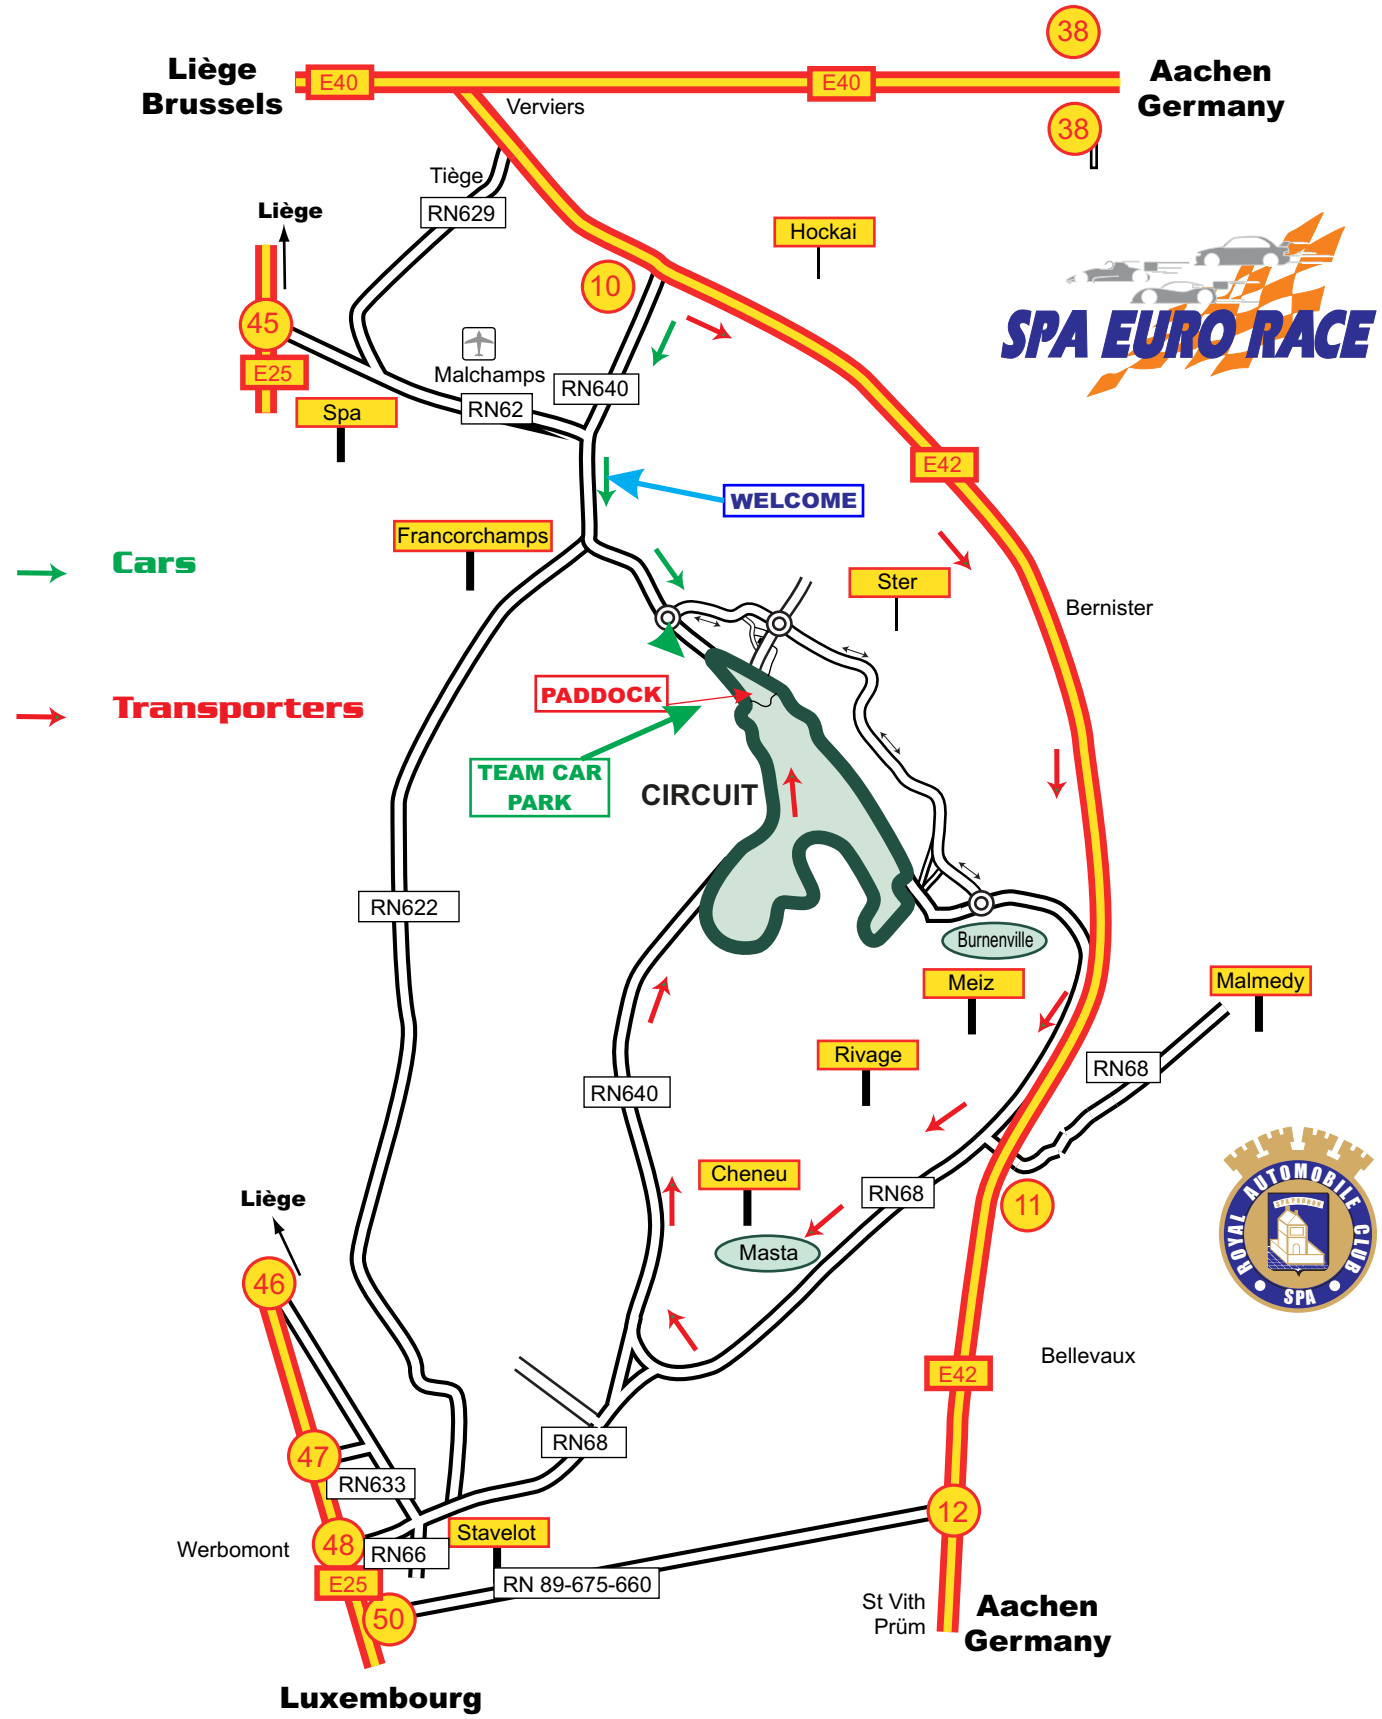 38
Liège
Brussels
E40
E40
Aachen
Germany
Verviers
38
Tiège
RN629
Liège
Hockai
10
45
SPA EURO RACE
Malchamps
E25
RN640
RN62
Spa
E42
WELCOME
Francorchamps
Cars
Ster
Bernister
PADDOCK
Transporters
TEAM CAR
PARK
CIRCUIT
RN622
Burnenville
Meiz
Malmedy
Rivage
RN68
RN640
Cheneu
RN68
Liège
11
Masta
ROYAL AUTOMOBILE CLUB
SPA
46
Bellevaux
E42
RN68
47
RN633
12
Stavelot
Werbomont
48
RN66
E25
RN 89-675-660
50
St Vith
Prüm
Aachen
Germany
Luxembourg